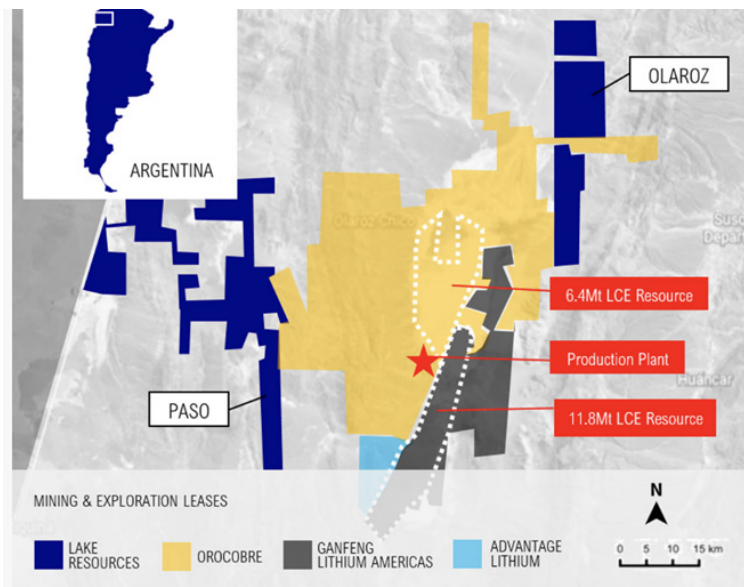 ARGENTINA
OLAROZ
Olaroz Chico
6.4Mt LCE Resource
Production Plant
Huáncar
11.8Mt LCE Resource
PASO
MINING & EXPLORATION LEASES
N
LAKE
RESOURCES
OROCOBRE
GANFENG
LITHIUM AMERICAS
ADVANTAGE
LITHIUM
0 5 10 15 km